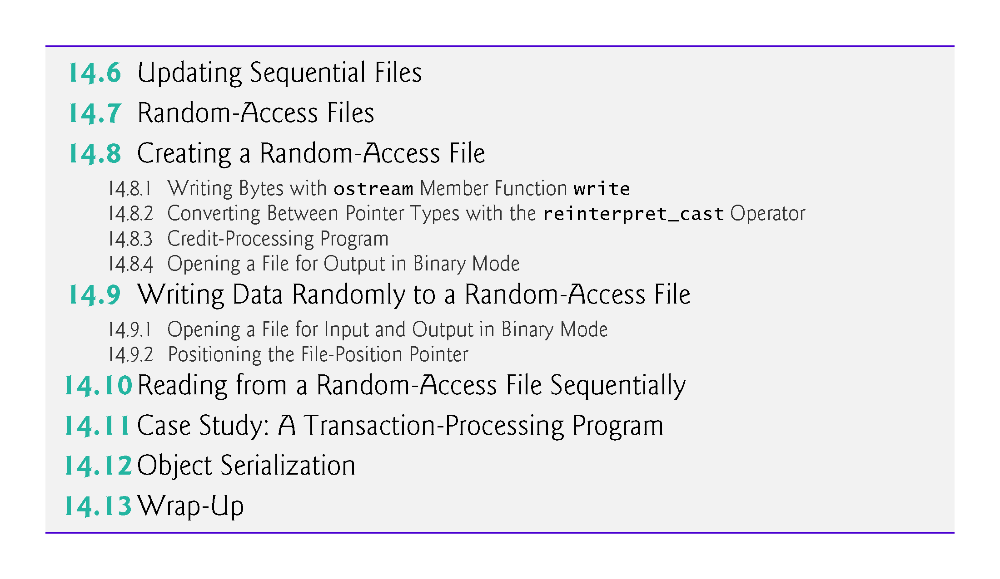 14.6 Updating Sequential Files
14.7 Random-Access Files
14.8 Creating a Random-Access File
14.8.1 Writing Bytes with ostream Member Function write
14.8.2 Converting Between Pointer Types with the reinterpret_cast Operator
14.8.3 Credit-Processing Program
14.8.4 Opening a File for Output in Binary Mode
14.9 Writing Data Randomly to a Random-Access File
14.9.1 Opening a File for Input and Output in Binary Mode
14.9.2 Positioning the File-Position Pointer
14.10 Reading from a Random-Access File Sequentially
14.11 Case Study: A Transaction-Processing Program
14.12 Object Serialization
14.13 Wrap-Up